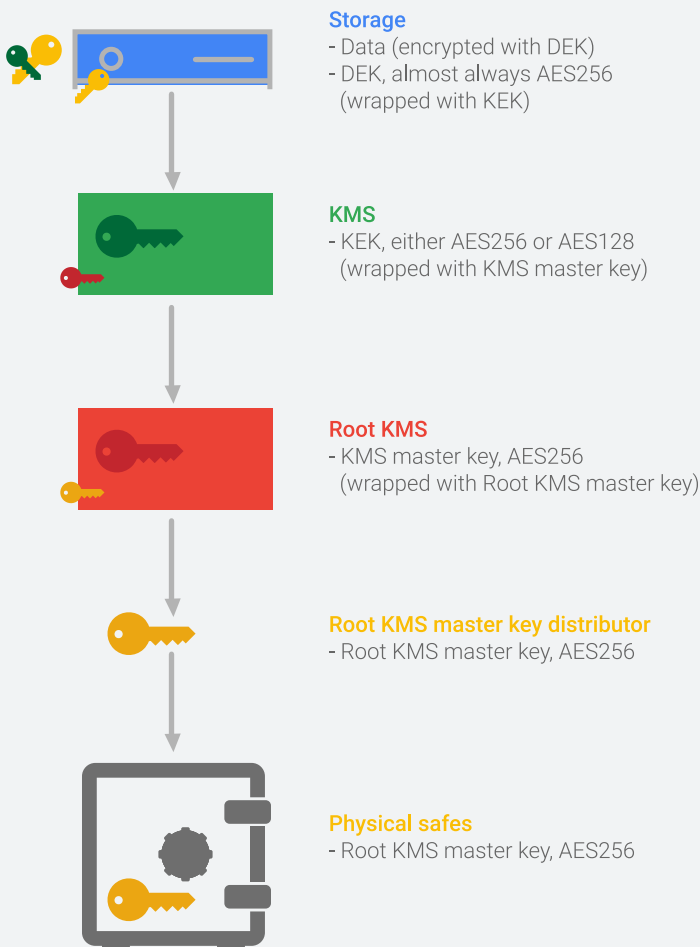 Storage
- Data (encrypted with DEK)
- DEK, almost always AES256
(wrapped with KEK)
KMS
- KEK, either AES256 or AES128
(wrapped with KMS master key)
Root KMS
- KMS master key, AES256
(wrapped with Root KMS master key)
Root KMS master key distributor
- Root KMS master key, AES256
Physical safes
- Root KMS master key, AES256